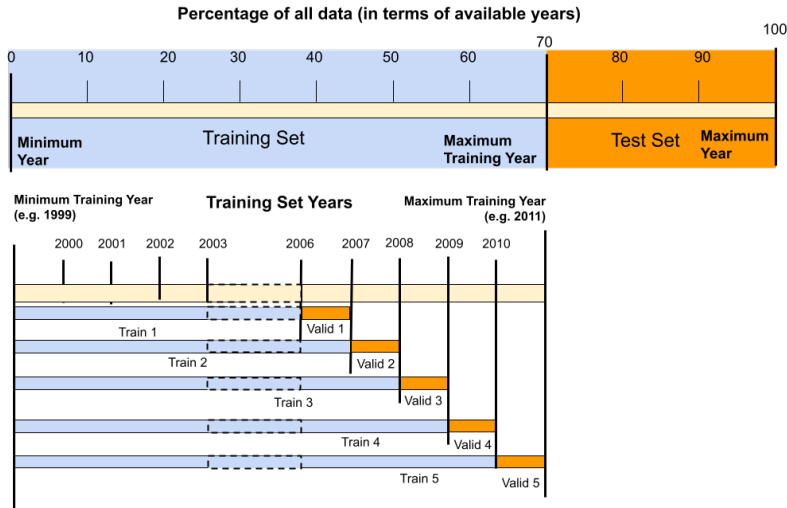 Percentage of all data (in terms of available years)
0 10 20 30 40 50 60 70 80 90 100
Minimum
Year
Training Set
Maximum
Training Year
Test Set
Maximum
Year
Minimum Training Year
(e.g. 1999)
Training Set Years
Maximum Training Year
(e.g. 2011)
2000 2001 2002 2003 2006 2007 2008 2009 2010
Train 1 Valid 1
Train 2 Valid 2
Train 3 Valid 3
Train 4 Valid 4
Train 5 Valid 5